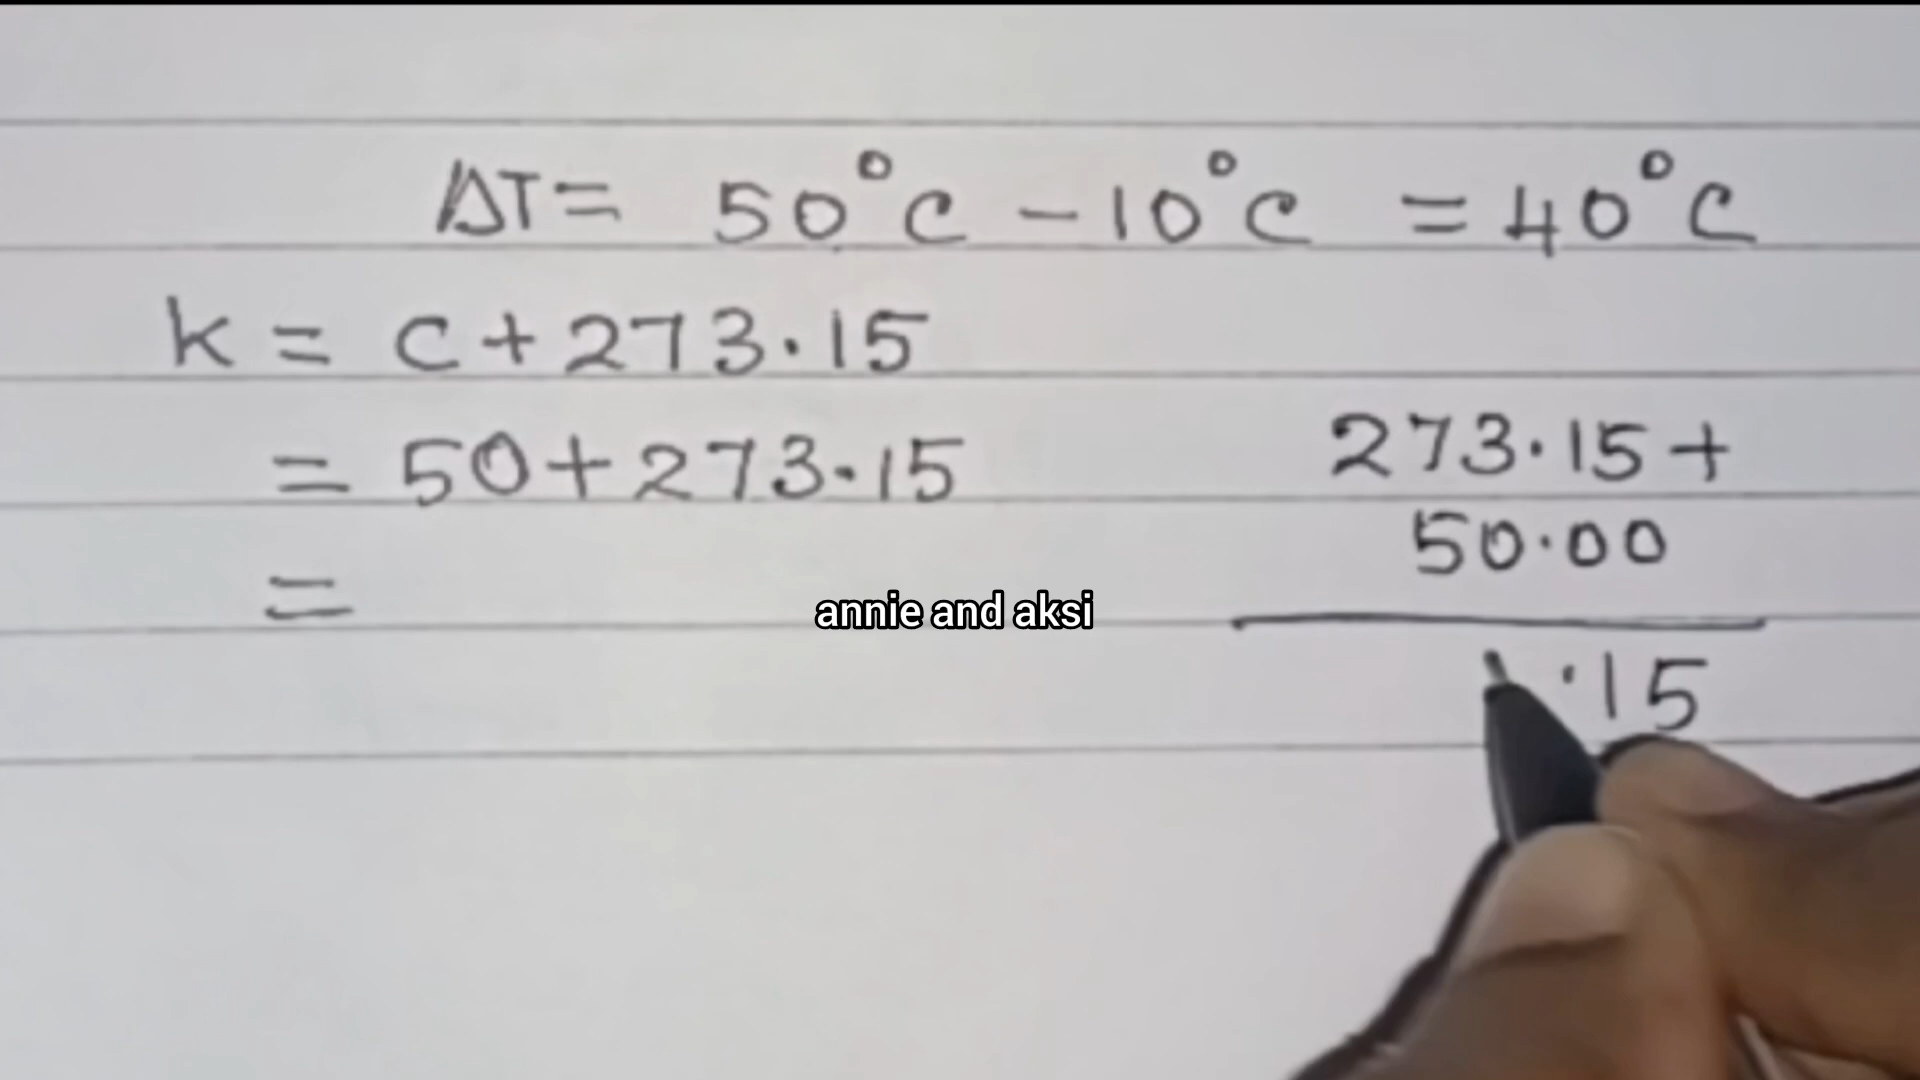 ΔT = 50°C - 10°C = 40°C
K = C + 273.15
= 50 + 273.15
=
273.15 +
50.00
.15
annie and aksi